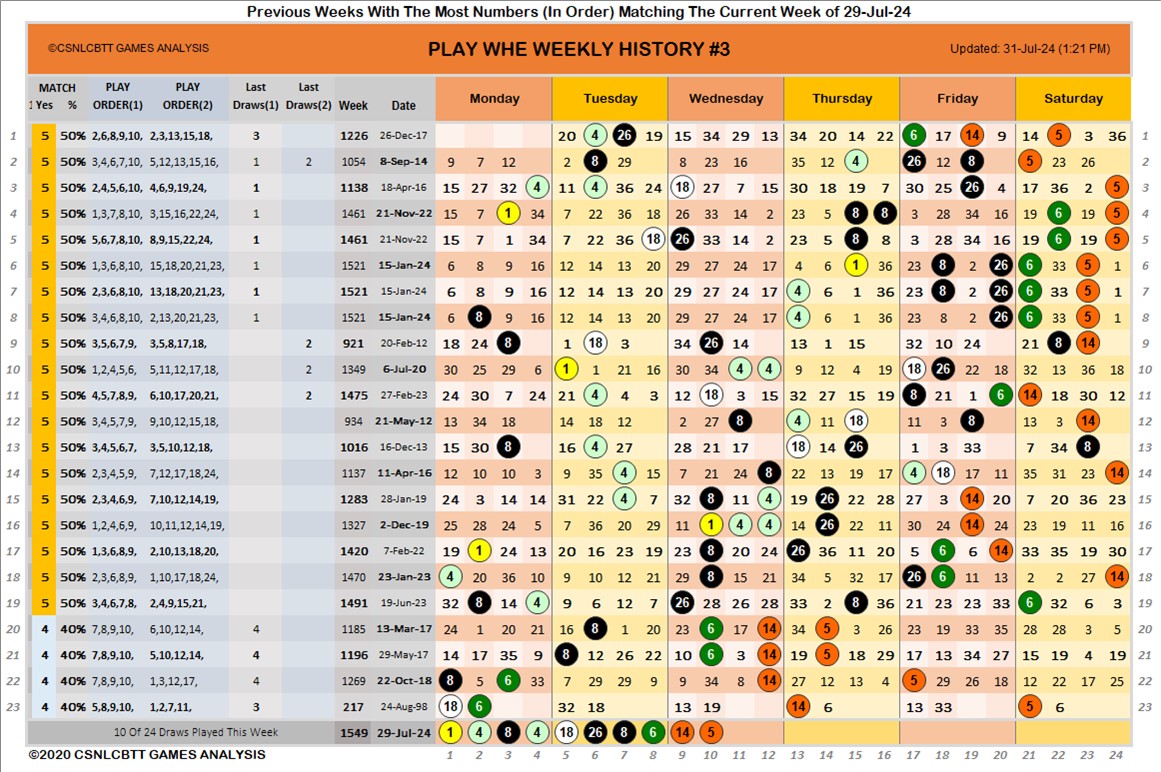 Previous Weeks With The Most Numbers (In Order) Matching The Current Week of 29-Jul-24
©CSNLCBTT GAMES ANALYSIS PLAY WHE WEEKLY HISTORY #3 Updated: 31-Jul-24 (1:21 PM)
MATCH PLAY PLAY Last Last
1 Yes % ORDER(1) ORDER(2) Draws(1) Draws(2) Week Date Monday Tuesday Wednesday Thursday Friday Saturday
1 5 50% 2,6,8,9,10, 2,3,13,15,18, 3 1226 26-Dec-17 20 4 26 19 15 34 29 13 34 20 14 22 6 17 14 9 14 5 3 36 1
2 5 50% 3,4,6,7,10, 5,12,13,15,16, 1 2 1054 8-Sep-14 9 7 12 2 8 29 8 23 16 35 12 4 26 12 8 5 23 26 2
3 5 50% 2,4,5,6,10, 4,6,9,19,24, 1 1138 18-Apr-16 15 27 32 4 11 4 36 24 18 27 7 15 30 18 19 7 30 25 26 4 17 36 2 5 3
4 5 50% 1,3,7,8,10, 3,15,16,22,24, 1 1461 21-Nov-22 15 7 1 34 7 22 36 18 26 33 14 2 23 5 8 8 3 28 34 16 19 6 19 5 4
5 5 50% 5,6,7,8,10, 8,9,15,22,24, 1 1461 21-Nov-22 15 7 1 34 7 22 36 18 26 33 14 2 23 5 8 8 3 28 34 16 19 6 19 5 5
6 5 50% 1,3,6,8,10, 15,18,20,21,23, 1 1521 15-Jan-24 6 8 9 16 12 14 13 20 29 27 24 17 4 6 1 36 23 8 2 26 6 33 5 1 6
7 5 50% 2,3,6,8,10, 13,18,20,21,23, 1 1521 15-Jan-24 6 8 9 16 12 14 13 20 29 27 24 17 4 6 1 36 23 8 2 26 6 33 5 1 7
8 5 50% 3,4,6,8,10, 2,13,20,21,23, 1 1521 15-Jan-24 6 8 9 16 12 14 13 20 29 27 24 17 4 6 1 36 23 8 2 26 6 33 5 1 8
9 5 50% 3,5,6,7,9, 3,5,8,17,18, 2 921 20-Feb-12 18 24 8 1 18 3 34 26 14 13 1 15 32 10 24 21 8 14 9
10 5 50% 1,2,4,5,6, 5,11,12,17,18, 2 1349 6-Jul-20 30 25 29 6 1 1 21 16 30 34 4 4 9 12 4 19 18 26 22 18 32 13 36 18 10
11 5 50% 4,5,7,8,9, 6,10,17,20,21, 2 1475 27-Feb-23 24 30 7 24 21 4 4 3 12 18 3 15 32 27 15 19 8 21 1 6 14 18 30 12 11
12 5 50% 3,4,5,7,9, 9,10,12,15,18, 934 21-May-12 13 34 18 14 18 12 2 27 8 4 11 18 11 3 8 13 3 14 12
13 5 50% 3,4,5,6,7, 3,5,10,12,18, 1016 16-Dec-13 15 30 8 16 4 27 28 21 17 18 14 26 1 3 33 7 34 8 13
14 5 50% 2,3,4,5,9, 7,12,17,18,24, 1137 11-Apr-16 12 10 10 3 9 35 4 15 7 21 24 8 22 13 19 17 4 18 17 11 34 15 23 14 14
15 5 50% 2,3,4,6,9, 7,10,12,14,19, 1283 28-Jan-19 24 3 14 14 31 22 4 7 32 8 11 4 19 26 22 28 27 3 14 20 7 20 36 23 15
16 5 50% 1,2,4,6,9, 10,11,12,14,19, 1327 2-Dec-19 25 28 24 5 7 36 20 29 11 1 4 4 14 26 22 11 30 24 14 24 23 19 11 16 16
17 5 50% 1,3,6,8,9, 2,10,13,18,20, 1420 7-Feb-22 19 1 24 13 20 16 23 19 23 8 20 24 26 36 11 20 5 6 6 14 33 35 19 30 17
18 5 50% 2,3,6,8,9, 1,10,17,18,24, 1470 23-Jan-23 4 20 36 10 9 10 12 21 29 8 15 21 34 5 32 17 26 6 11 13 2 2 27 14 18
19 5 50% 3,4,6,7,8, 2,4,9,15,21, 1491 19-Jun-23 32 8 14 4 9 6 12 7 26 28 26 28 33 2 8 36 21 23 23 33 6 32 6 3 19
20 4 40% 7,8,9,10, 6,10,12,14, 4 1185 13-Mar-17 24 1 20 21 16 8 1 20 23 6 17 14 34 5 3 26 23 19 33 35 28 28 3 5 20
21 4 40% 7,8,9,10, 5,10,12,14, 4 1196 29-May-17 14 17 35 9 8 12 26 22 10 6 3 14 19 5 18 29 17 13 34 27 15 19 4 19 21
22 4 40% 7,8,9,10, 1,3,12,17, 4 1269 22-Oct-18 8 5 6 33 7 29 29 9 9 34 8 14 27 12 13 4 5 29 26 18 12 22 17 25 22
23 4 40% 5,8,9,10, 1,2,7,11, 3 217 24-Aug-98 18 6 32 18 13 19 14 6 13 33 5 6 23
10 Of 24 Draws Played This Week 1549 29-Jul-24 1 4 8 4 18 26 8 6 14 5
©2020 CSNLCBTT GAMES ANALYSIS 1 2 3 4 5 6 7 8 9 10 11 12 13 14 15 16 17 18 19 20 21 22 23 24